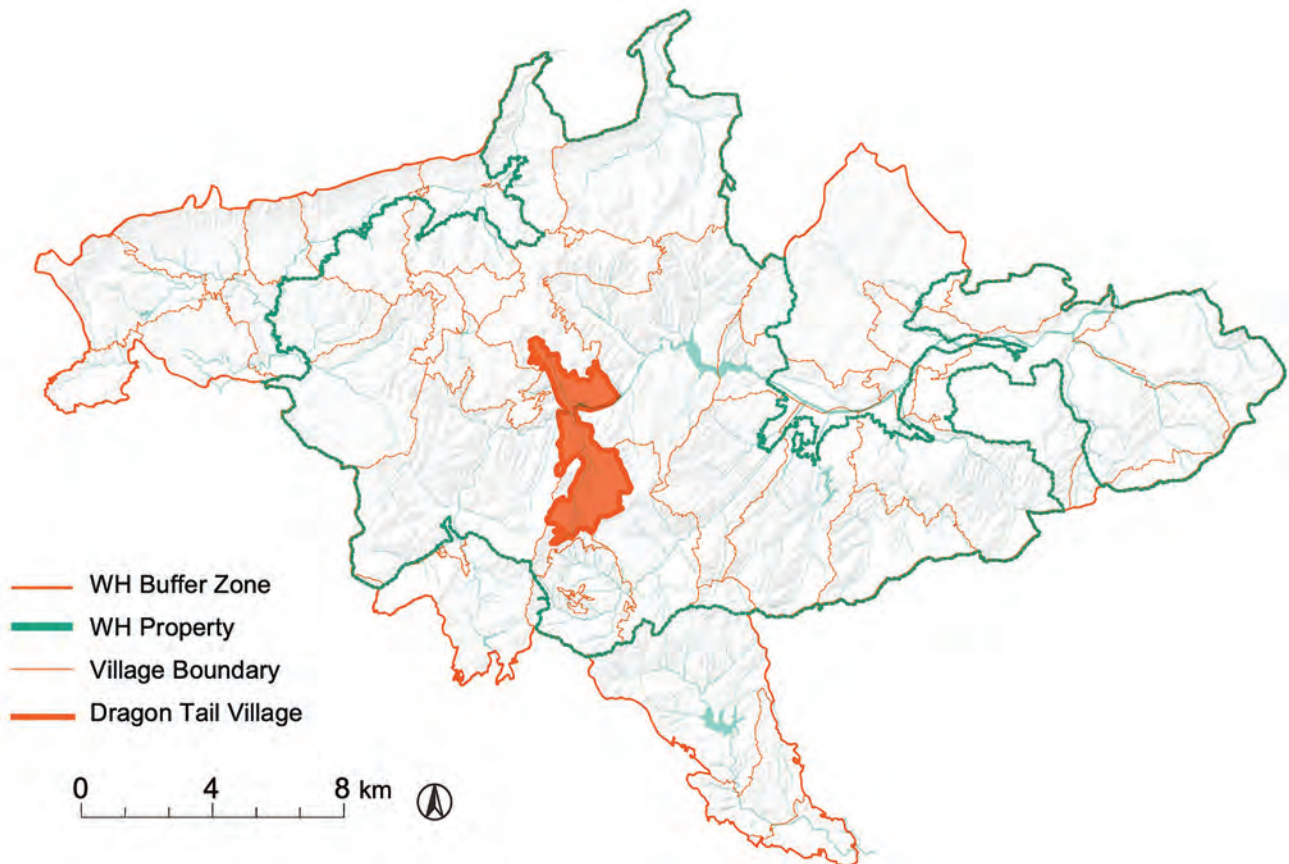 WH Buffer Zone
WH Property
Village Boundary
Dragon Tail Village
0 4 8 km